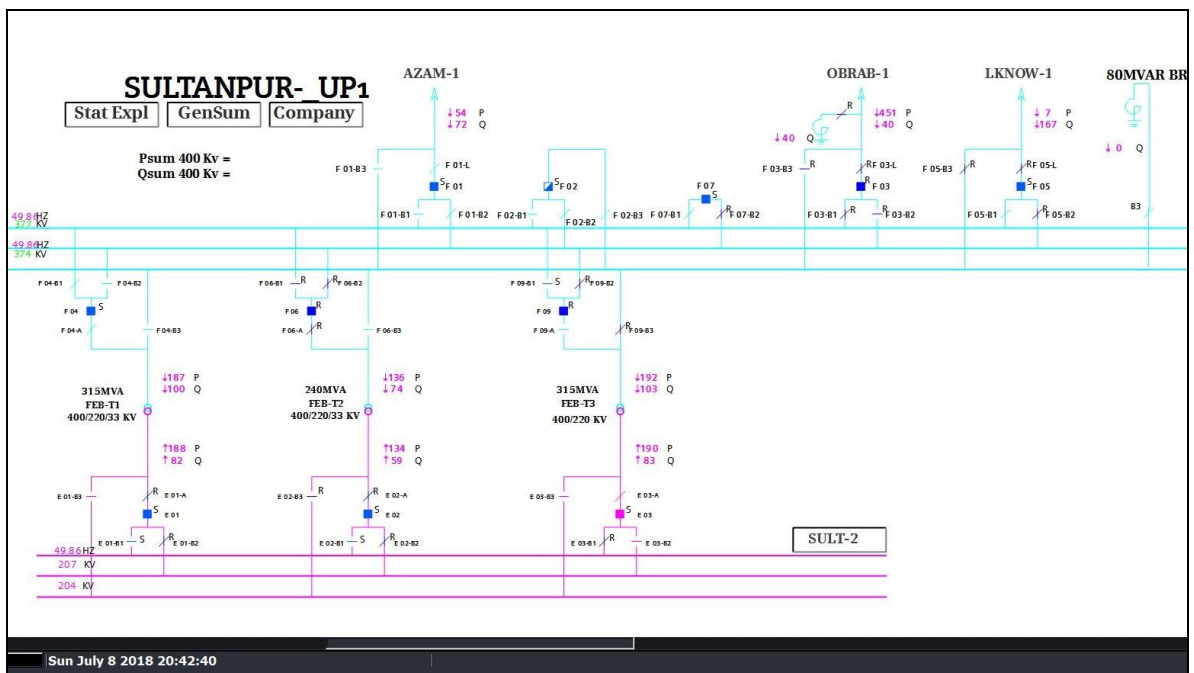 AZAM-1
OBRAB-1
LKNOW-1
80MVAR BR
SULTANPUR-_UP1
Stat Expl
GenSum
Company
↓54 P
↓72 Q
R
↓451 P
↓40 Q
↓ 7 P
↓167 Q
↓40 Q
↓ 0 Q
Psum 400 Kv =
Qsum 400 Kv =
F 01-B3
F 01-L
S
F 01
S
F 02
F 07
S
F 03-B3
R
R
F 03-L
R
F 03
F 05-B3
R
R
F 05-L
S
F 05
B3
F 01-B1
F 01-B2
F 02-B1
F 02-B2
F 02-B3
F 07-B1
R
F 07-B2
F 03-B1
R
R
F 03-B2
F 05-B1
R
F 05-B2
49.86HZ
377 KV
49.86HZ
374 KV
F 04-B1
F 04-B2
F 06-B1
R
R
F 06-B2
F 09-B1
S
R
F 09-B2
F 04
S
F 06
R
F 09
R
F 04-A
F 04-B3
F 06-A
R
F 06-B3
F 09-A
R
F 09-B3
↓187 P
↓100 Q
↓136 P
↓74 Q
↓192 P
↓103 Q
315MVA
FEB-T1
400/220/33 KV
240MVA
FEB-T2
400/220/33 KV
315MVA
FEB-T3
400/220 KV
↑188 P
↑82 Q
↑134 P
↑59 Q
↑190 P
↑83 Q
E 01-B3
R
E 01-A
S
E 01
E 02-B3
R
R
E 02-A
S
E 02
E 03-B3
E 03-A
S
E 03
E 01-B1
S
R
E 01-B2
E 02-B1
S
R
E 02-B2
E 03-B1
R
E 03-B2
SULT-2
49.86HZ
207 KV
204 KV
Sun July 8 2018 20:42:40